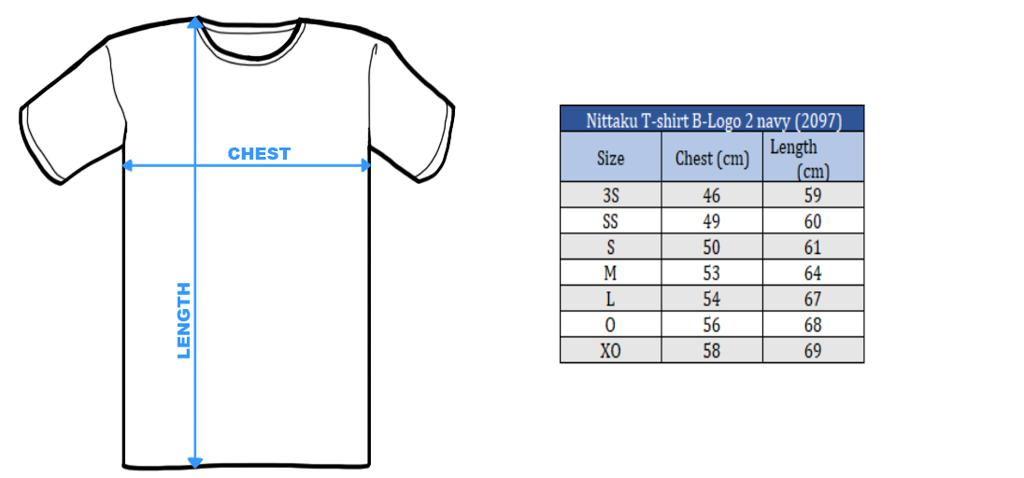 CHEST
LENGTH
Nittaku T-shirt B-Logo 2 navy (2097)
Size Chest (cm) Length (cm)
3S 46 59
SS 49 60
S 50 61
M 53 64
L 54 67
O 56 68
XO 58 69